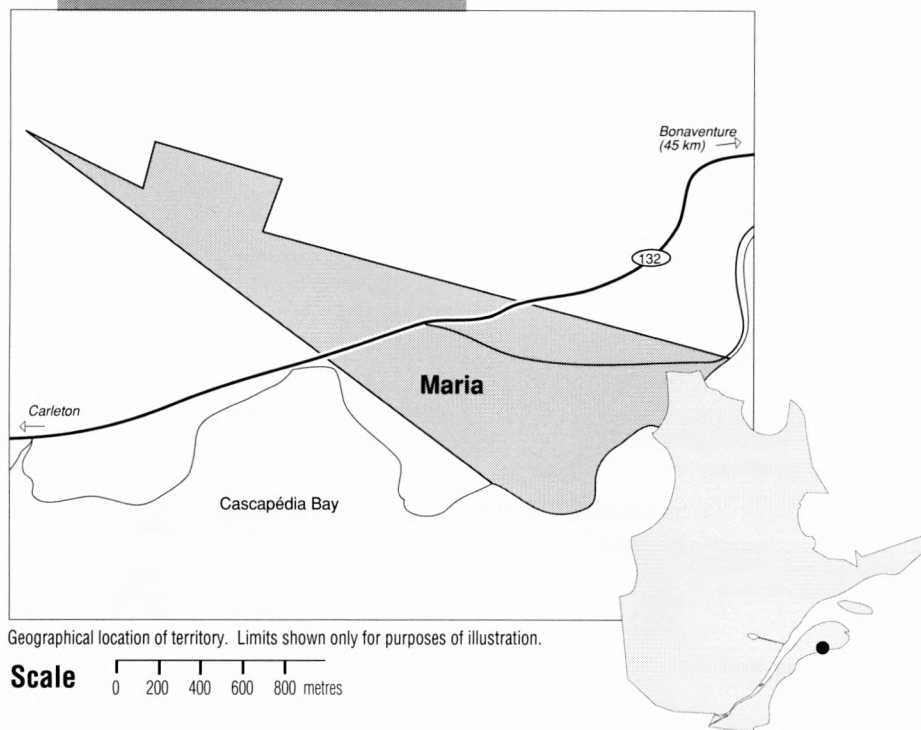 Bonaventure
(45 km)
132
Maria
Carleton
Cascapédia Bay
Geographical location of territory. Limits shown only for purposes of illustration.
Scale
0 200 400 600 800 metres